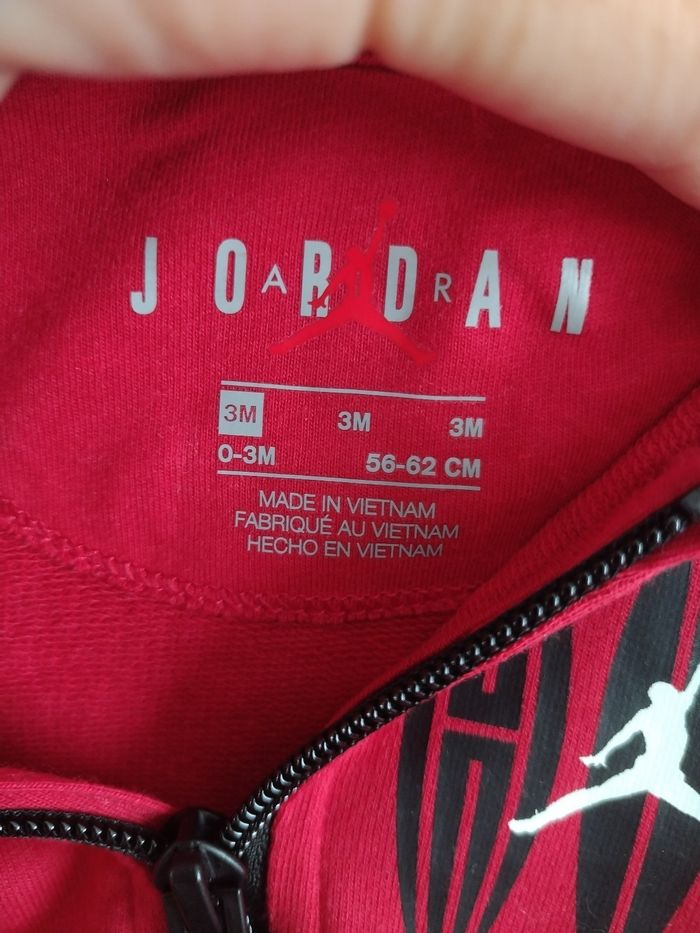 JORDAN
AIR
3M 3M 3M
0-3M 56-62 CM
MADE IN VIETNAM
FABRIQUÉ AU VIETNAM
HECHO EN VIETNAM